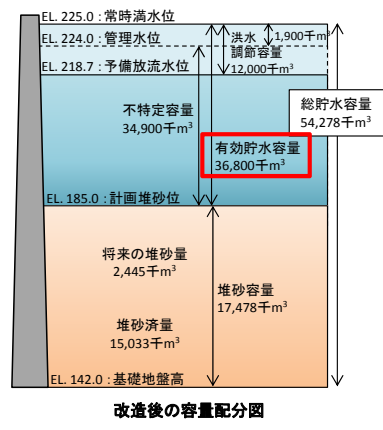 EL. 225.0 : 常時満水位
EL. 224.0 : 管理水位
EL. 218.7 : 予備放流水位
洪水
調節容量
12,000千m³
1,900千m³
不特定容量
34,900千m³
総貯水容量
54,278千m³
有効貯水容量
36,800千m³
EL. 185.0 : 計画堆砂位
将来の堆砂量
2,445千m³
堆砂容量
17,478千m³
堆砂済量
15,033千m³
EL. 142.0 : 基礎地盤高
改造後の容量配分図